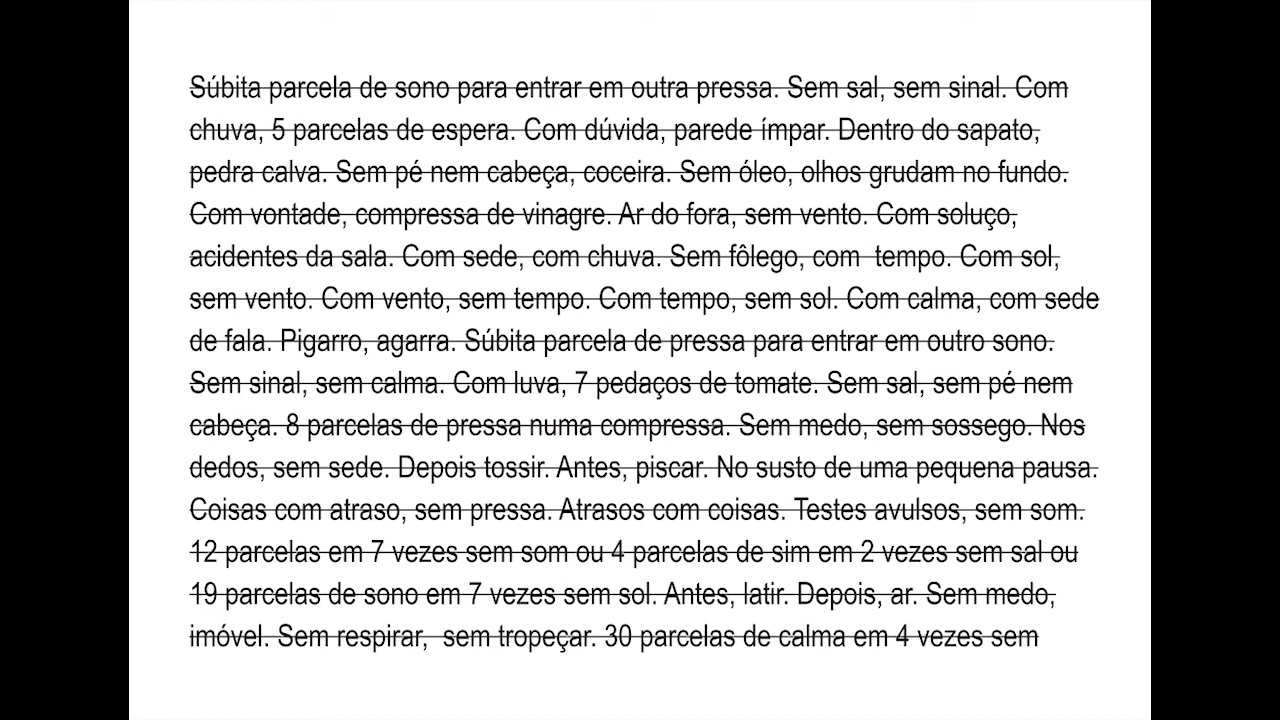 Súbita parcela de sono para entrar em outra pressa. Sem sal, sem sinal. Com
chuva, 5 parcelas de espera. Com dúvida, parede ímpar. Dentro do sapato,
pedra calva. Sem pé nem cabeça, coceira. Sem óleo, olhos grudam no fundo.
Com vontade, compressa de vinagre. Ar do fora, sem vento. Com soluço,
acidentes da sala. Com sede, com chuva. Sem fôlego, com  tempo. Com sol,
sem vento. Com vento, sem tempo. Com tempo, sem sol. Com calma, com sede
de fala. Pigarro, agarra. Súbita parcela de pressa para entrar em outro sono.
Sem sinal, sem calma. Com luva, 7 pedaços de tomate. Sem sal, sem pé nem
cabeça. 8 parcelas de pressa numa compressa. Sem medo, sem sossego. Nos
dedos, sem sede. Depois tossir. Antes, piscar. No susto de uma pequena pausa.
Coisas com atraso, sem pressa. Atrasos com coisas. Testes avulsos, sem som.
12 parcelas em 7 vezes sem som ou 4 parcelas de sim em 2 vezes sem sal ou
19 parcelas de sono em 7 vezes sem sol. Antes, latir. Depois, ar. Sem medo,
imóvel. Sem respirar,  sem tropeçar. 30 parcelas de calma em 4 vezes sem